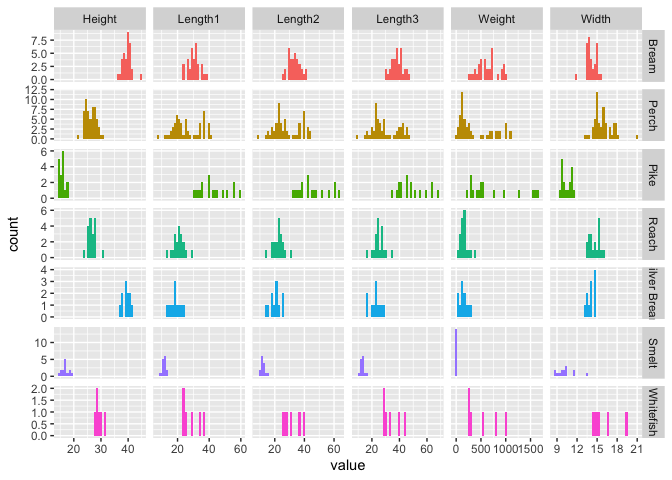 Height Length1 Length2 Length3 Weight Width
7.5
5.0
2.5
0.0
Bream
12.5
10.0
7.5
5.0
2.5
0.0
Perch
6
4
2
0
Pike
6
4
2
0
Roach
4
3
2
1
0
ilver Brea
10
5
0
Smelt
2.0
1.5
1.0
0.5
0.0
Whitefish
count
20 30 40 20 40 60 20 40 60 20 40 60 0 500 1000 1500 9 12 15 18 21
value